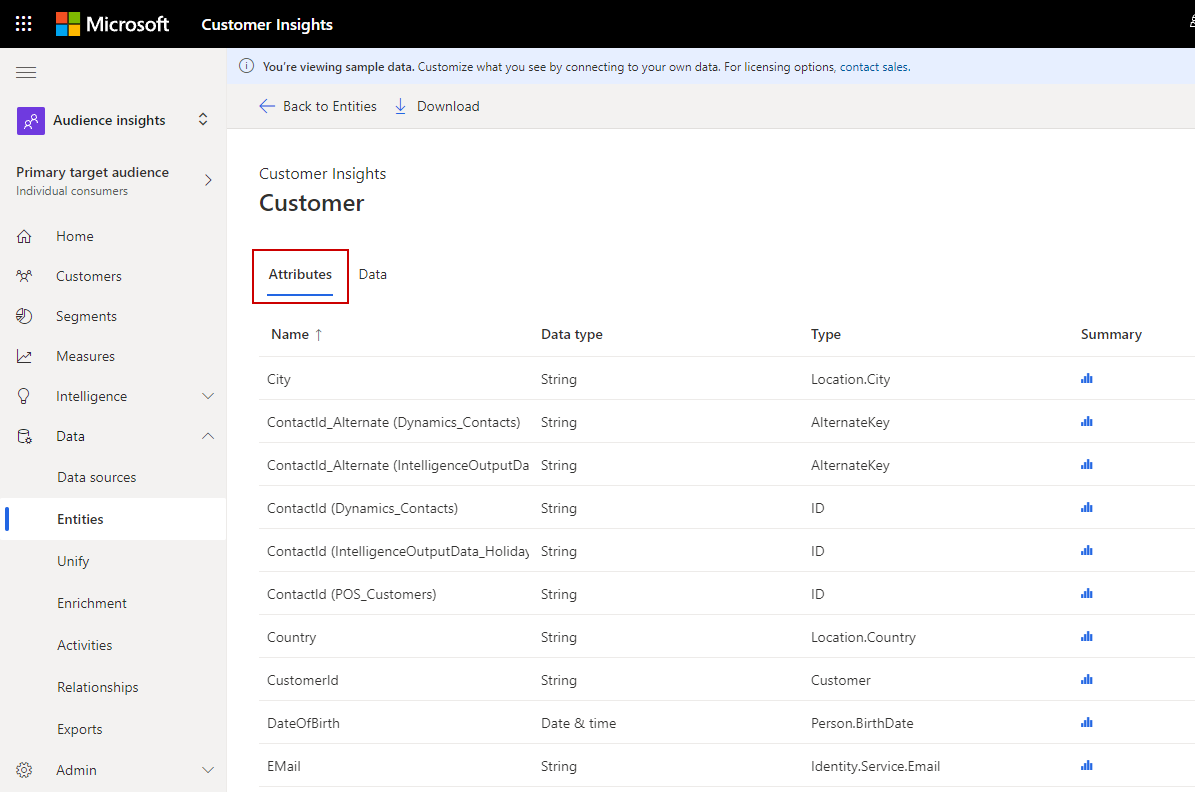 Microsoft Customer Insights
You're viewing sample data. Customize what you see by connecting to your own data. For licensing options, contact sales.
Back to Entities Download
Audience insights
Primary target audience
Individual consumers
Home
Customers
Segments
Measures
Intelligence
Data
Data sources
Entities
Unify
Enrichment
Activities
Relationships
Exports
Admin
Customer Insights
Customer
Attributes Data
Name ↑ Data type Type Summary
City String Location.City
ContactId_Alternate (Dynamics_Contacts) String AlternateKey
ContactId_Alternate (IntelligenceOutputDa String AlternateKey
ContactId (Dynamics_Contacts) String ID
ContactId (IntelligenceOutputData_Holiday String ID
ContactId (POS_Customers) String ID
Country String Location.Country
CustomerId String Customer
DateOfBirth Date & time Person.BirthDate
EMail String Identity.Service.Email